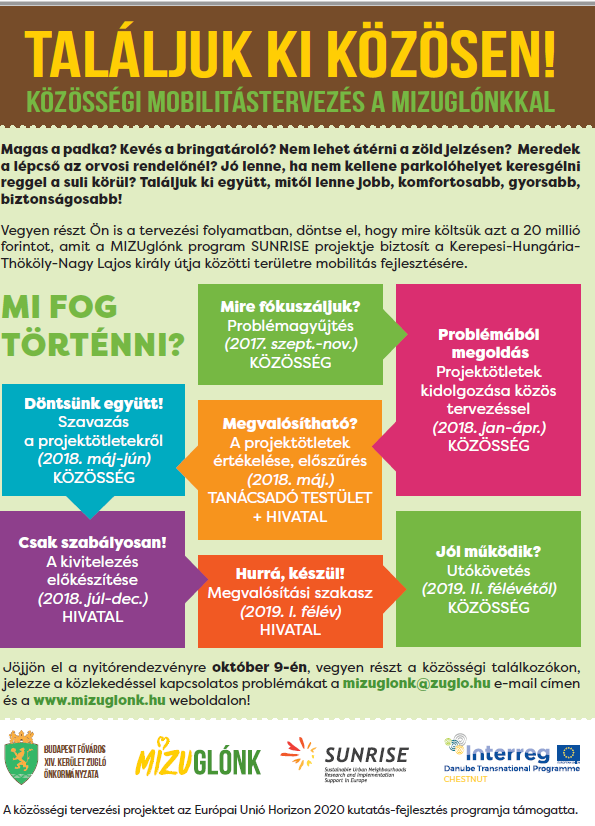 TALÁLJUK KI KÖZÖSEN!
KÖZÖSSÉGI MOBILITÁSTERVEZÉS A MIZUGLÓNKKAL
Magas a padka? Kevés a bringatároló? Nem lehet átérni a zöld jelzésen? Meredek
a lépcső az orvosi rendelőnél? Jó lenne, ha nem kellene parkolóhelyet keresgélni
reggel a suli körül? Találjuk ki együtt, mitől lenne jobb, komfortosabb, gyorsabb,
biztonságosabb!
Vegyen részt Ön is a tervezési folyamatban, döntse el, hogy mire költsük azt a 20 millió
forintot, amit a MIZUglónk program SUNRISE projektje biztosít a Kerepesi-Hungária-
Thököly-Nagy Lajos király útja közötti területre mobilitás fejlesztésére.
MI FOG
TÖRTÉNNI?
Mire fókuszáljuk?
Problémagyűjtés
(2017. szept.-nov.)
KÖZÖSSÉG
Problémából
megoldás
Projektötletek
kidolgozása közös
tervezéssel
(2018. jan-ápr.)
KÖZÖSSÉG
Megvalósítható?
A projektötletek
értékelése, előszűrés
(2018. máj.)
TANÁCSADÓ TESTÜLET
+ HIVATAL
Döntsünk együtt!
Szavazás
a projektötletekről
(2018. máj-jún)
KÖZÖSSÉG
Csak szabályosan!
A kivitelezés
előkészítése
(2018. júl-dec.)
HIVATAL
Hurrá, készül!
Megvalósítási szakasz
(2019. I. félév)
HIVATAL
Jól működik?
Utókövetés
(2019. II. félévétől)
KÖZÖSSÉG
Jöjjön el a nyitórendezvényre október 9-én, vegyen részt a közösségi találkozókon,
jelezze a közlekedéssel kapcsolatos problémákat a mizuglonk@zuglo.hu e-mail címen
és a www.mizuglonk.hu weboldalon!
BUDAPEST FŐVÁROS
XIV. KERÜLET ZUGLÓ
ÖNKORMÁNYZATA
MIZUGLÓNK
SUNRISE
Sustainable Urban Neighbourhoods
Research and Implementation
Support in Europe
Interreg
Danube Transnational Programme
CHESTNUT
A közösségi tervezési projektet az Európai Unió Horizon 2020 kutatás-fejlesztés programja támogatta.